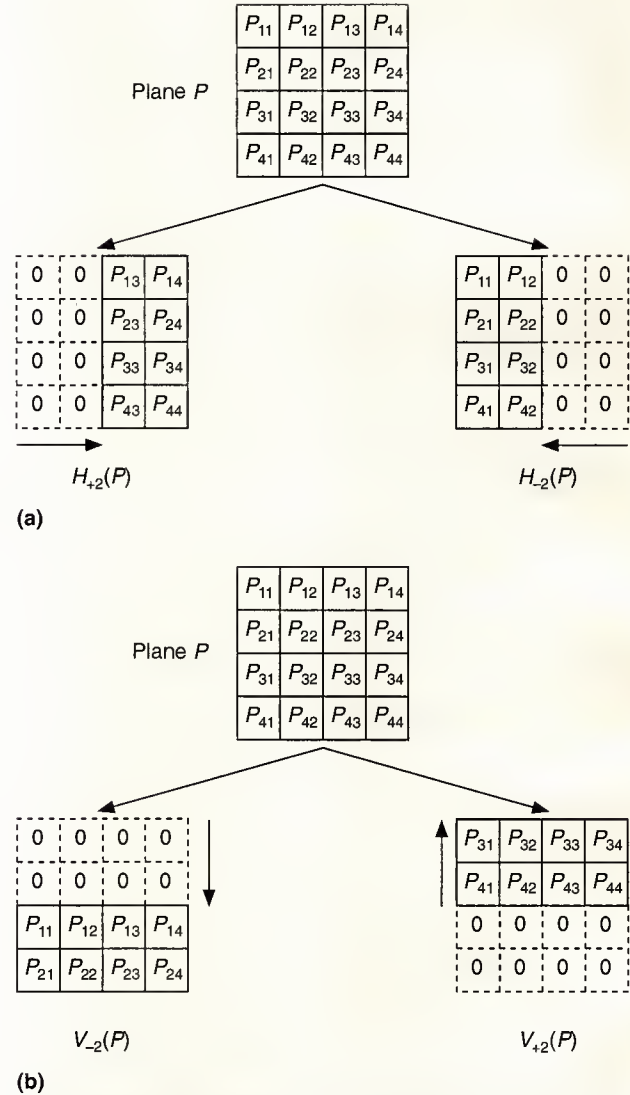 P11 P12 P13 P14
P21 P22 P23 P24
Plane P
P31 P32 P33 P34
P41 P42 P43 P44
0 0 P13 P14 P11 P12 0 0
0 0 P23 P24 P21 P22 0 0
0 0 P33 P34 P31 P32 0 0
0 0 P43 P44 P41 P42 0 0
H+2(P) H−2(P)
(a)
P11 P12 P13 P14
P21 P22 P23 P24
Plane P
P31 P32 P33 P34
P41 P42 P43 P44
0 0 0 0 P31 P32 P33 P34
0 0 0 0 P41 P42 P43 P44
P11 P12 P13 P14 0 0 0 0
P21 P22 P23 P24 0 0 0 0
V−2(P) V+2(P)
(b)